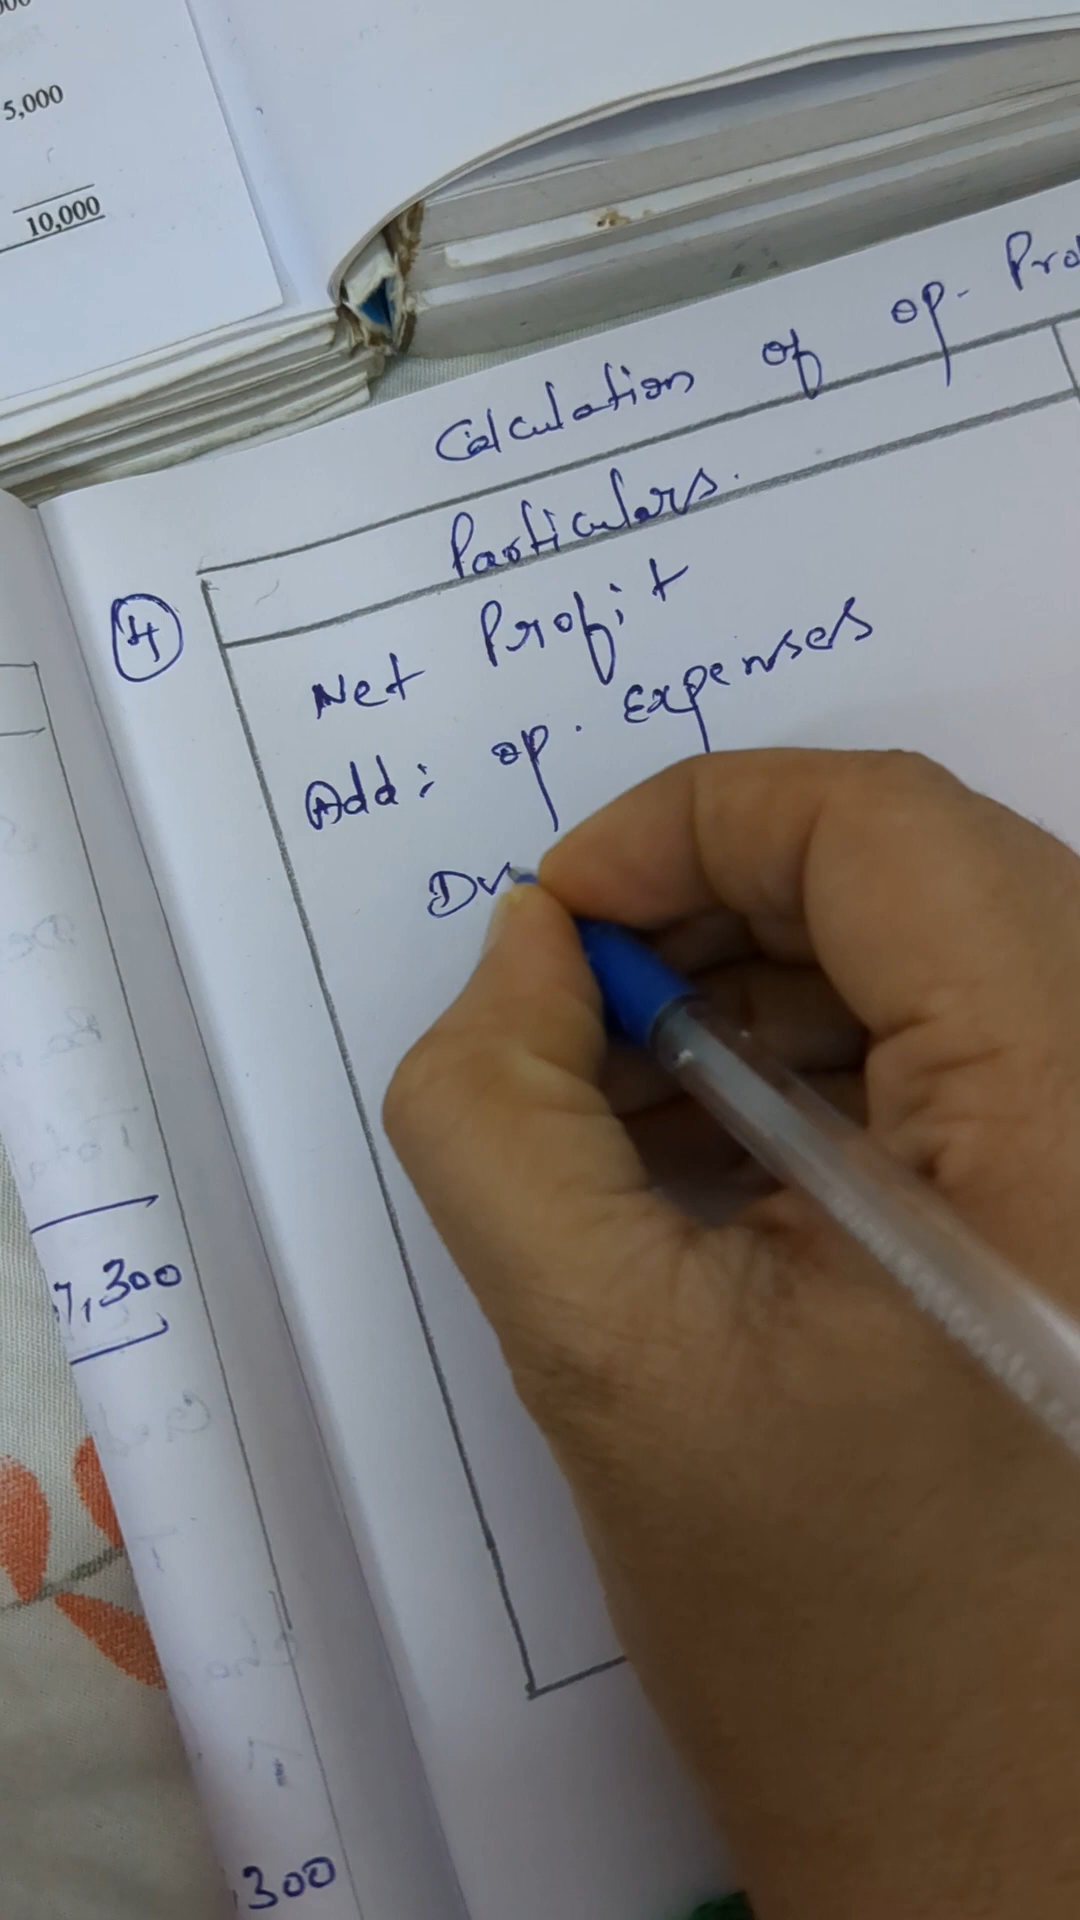 5,000
10,000
Calculation of op. Pro
Particulars.
4
Net Profit
Add: op. Expenses
7,300
300